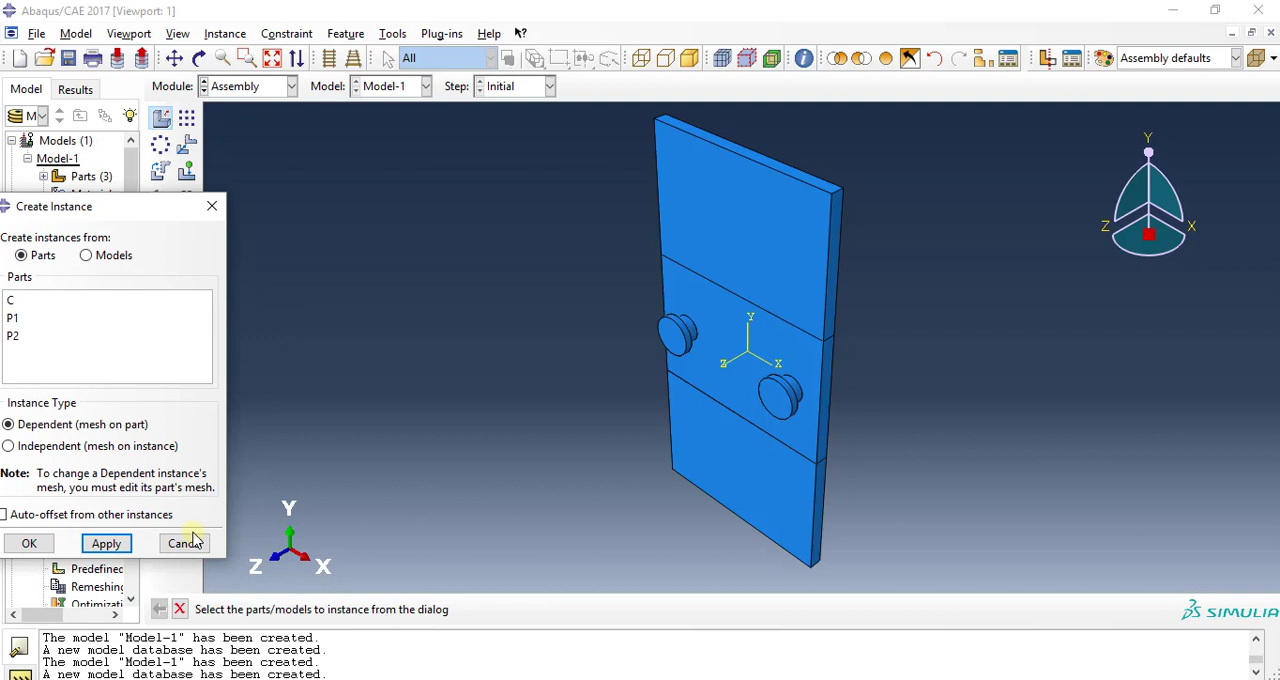 Abaqus/CAE 2017 [Viewport: 1]
File Model Viewport View Instance Constraint Feature Tools Plug-ins Help
All
Assembly defaults
Model Results
Module: Assembly Model: Model-1 Step: Initial
M
Models (1)
Model-1
Parts (3)
Create Instance
Create instances from:
Parts Models
Parts
C
P1
P2
Instance Type
Dependent (mesh on part)
Independent (mesh on instance)
Note: To change a Dependent instance's
mesh, you must edit its part's mesh.
Auto-offset from other instances
OK Apply
Predefined
Remeshing
Y
Z X
Y
Z X
Y
Z X
Select the parts/models to instance from the dialog
SIMULIA
The model "Model-1" has been created.
A new model database has been created.
The model "Model-1" has been created.
A new model database has been created.